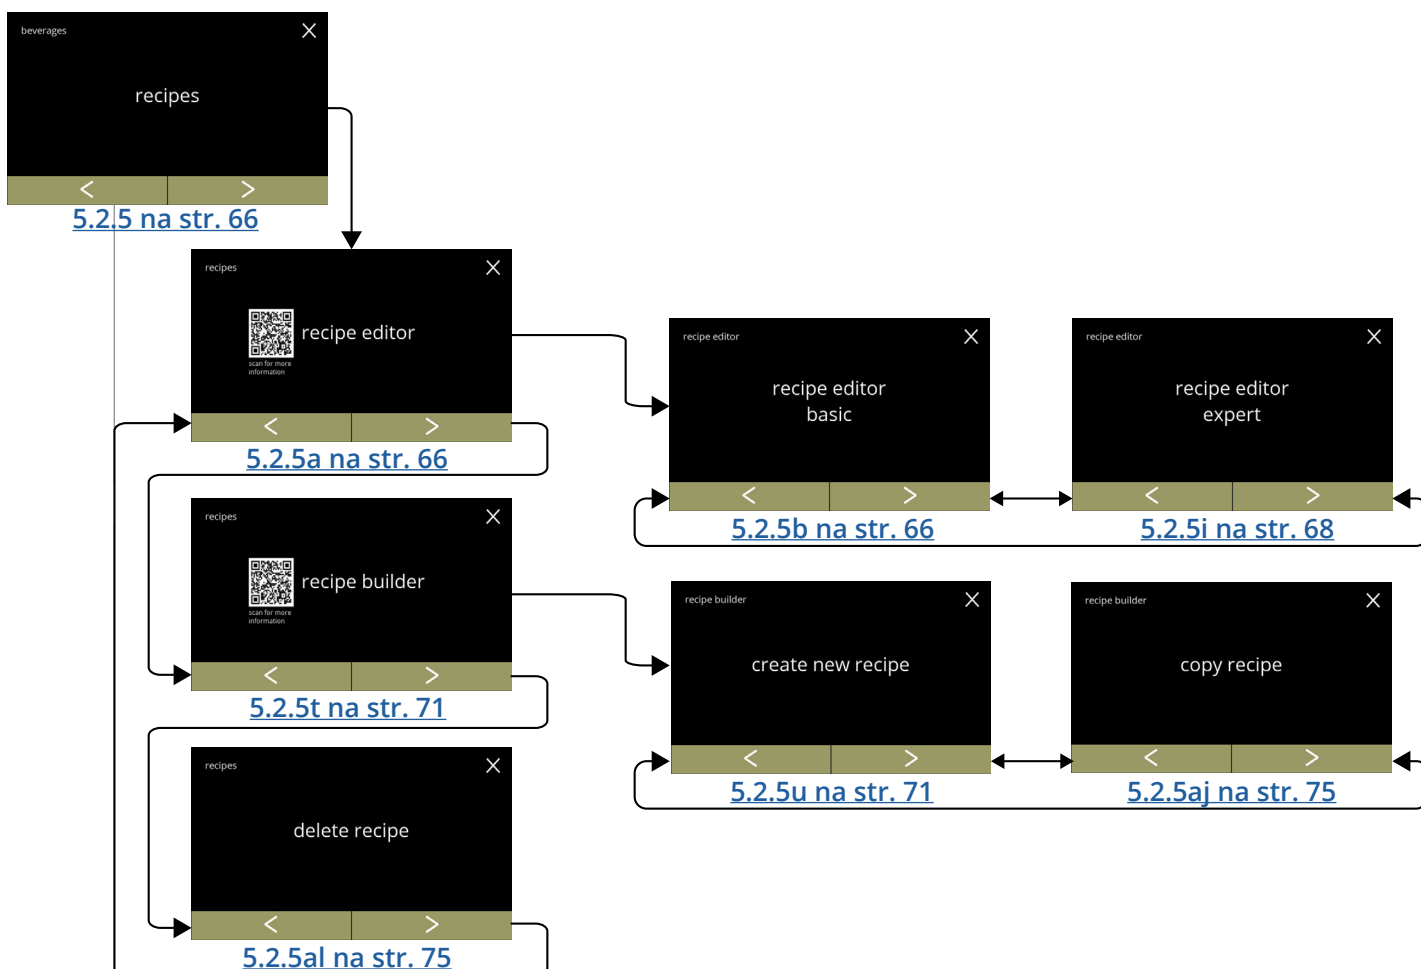 beverages
recipes
5.2.5 na str. 66
recipes
recipe editor
scan for more
information
5.2.5a na str. 66
recipe editor
recipe editor
basic
5.2.5b na str. 66
recipe editor
recipe editor
expert
5.2.5i na str. 68
recipes
recipe builder
scan for more
information
5.2.5t na str. 71
recipe builder
create new recipe
5.2.5u na str. 71
recipe builder
copy recipe
5.2.5aj na str. 75
recipes
delete recipe
5.2.5al na str. 75